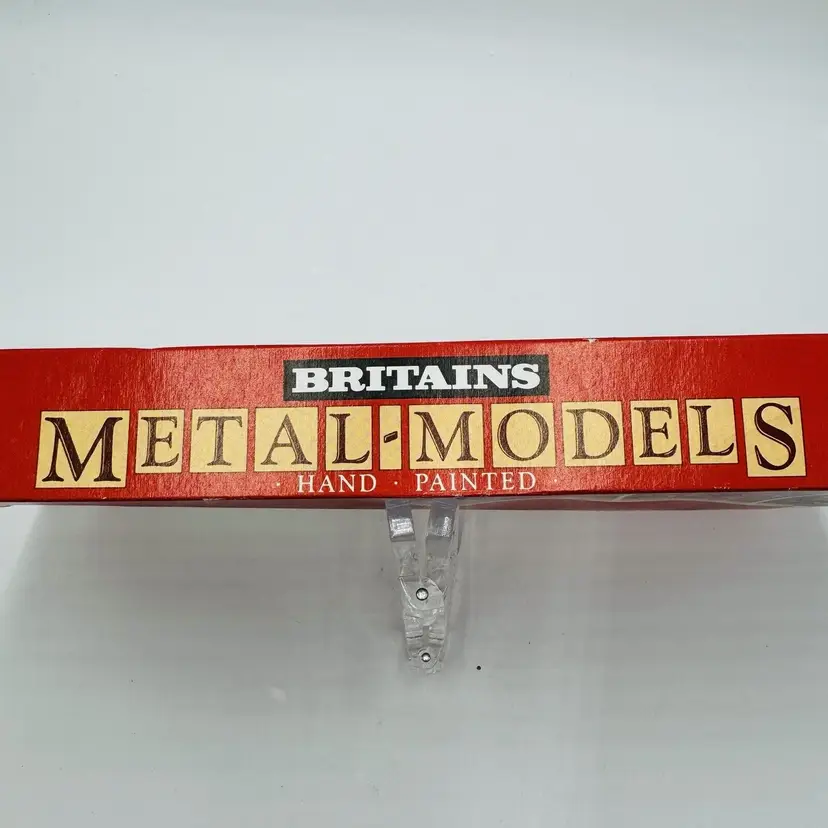 BRITAINS
METAL-MODELS
· HAND · PAINTED ·